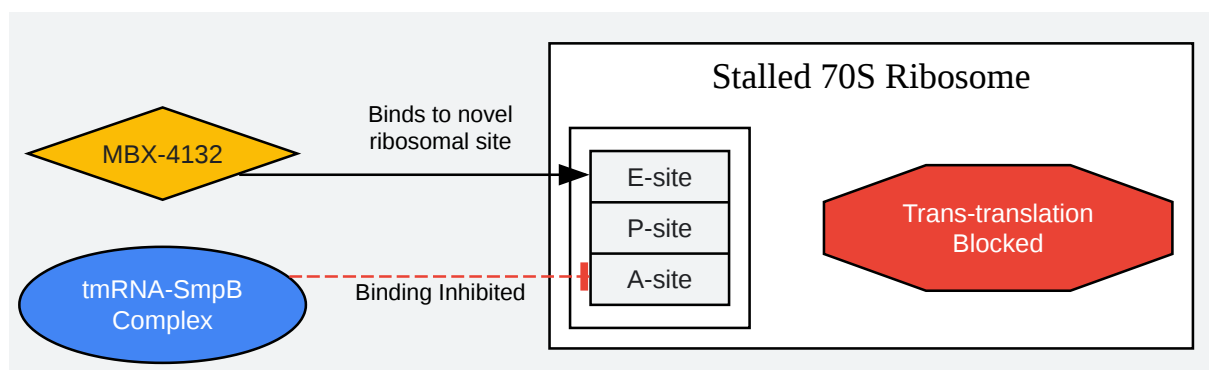 Stalled 70S Ribosome
Binds to novel
ribosomal site
MBX-4132
E-site
P-site
A-site
Trans-translation
Blocked
tmRNA-SmpB
Complex
Binding Inhibited